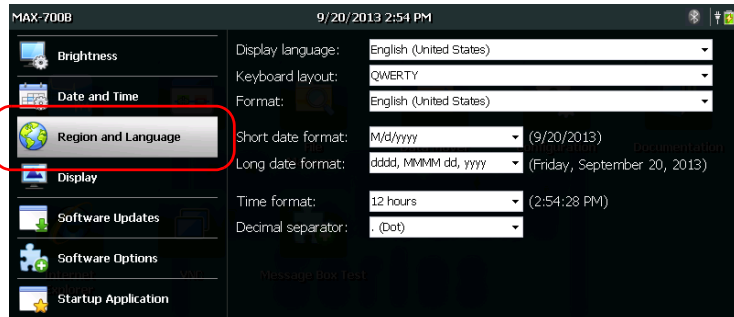 MAX-700B 9/20/2013 2:54 PM
Brightness
Date and Time
Region and Language
Display
Software Updates
Software Options
Startup Application
Display language: English (United States)
Keyboard layout: QWERTY
Format: English (United States)
Short date format: M/d/yyyy (9/20/2013)
Long date format: dddd, MMMM dd, yyyy (Friday, September 20, 2013)
Time format: 12 hours (2:54:28 PM)
Decimal separator: . (Dot)
Documentation
Message Box Test